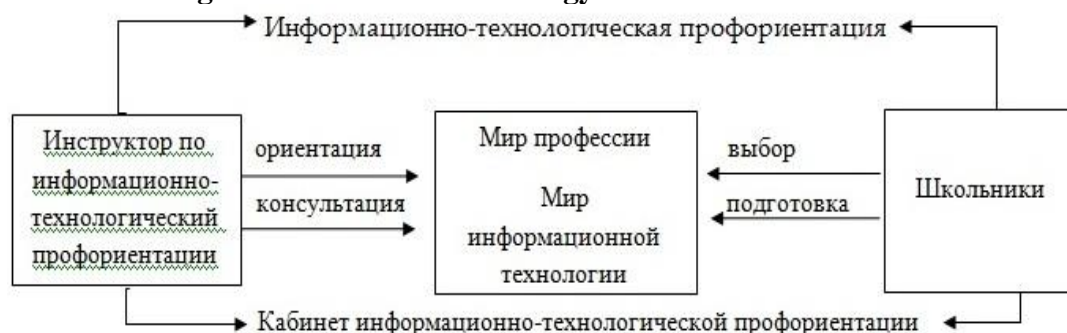 Информационно-технологическая профориентация
Инструктор по
информационно-
технологический
профориентации
ориентация
консультация
Мир профессии
Мир
информационной
технологии
выбор
подготовка
Школьники
Кабинет информационно-технологической профориентации